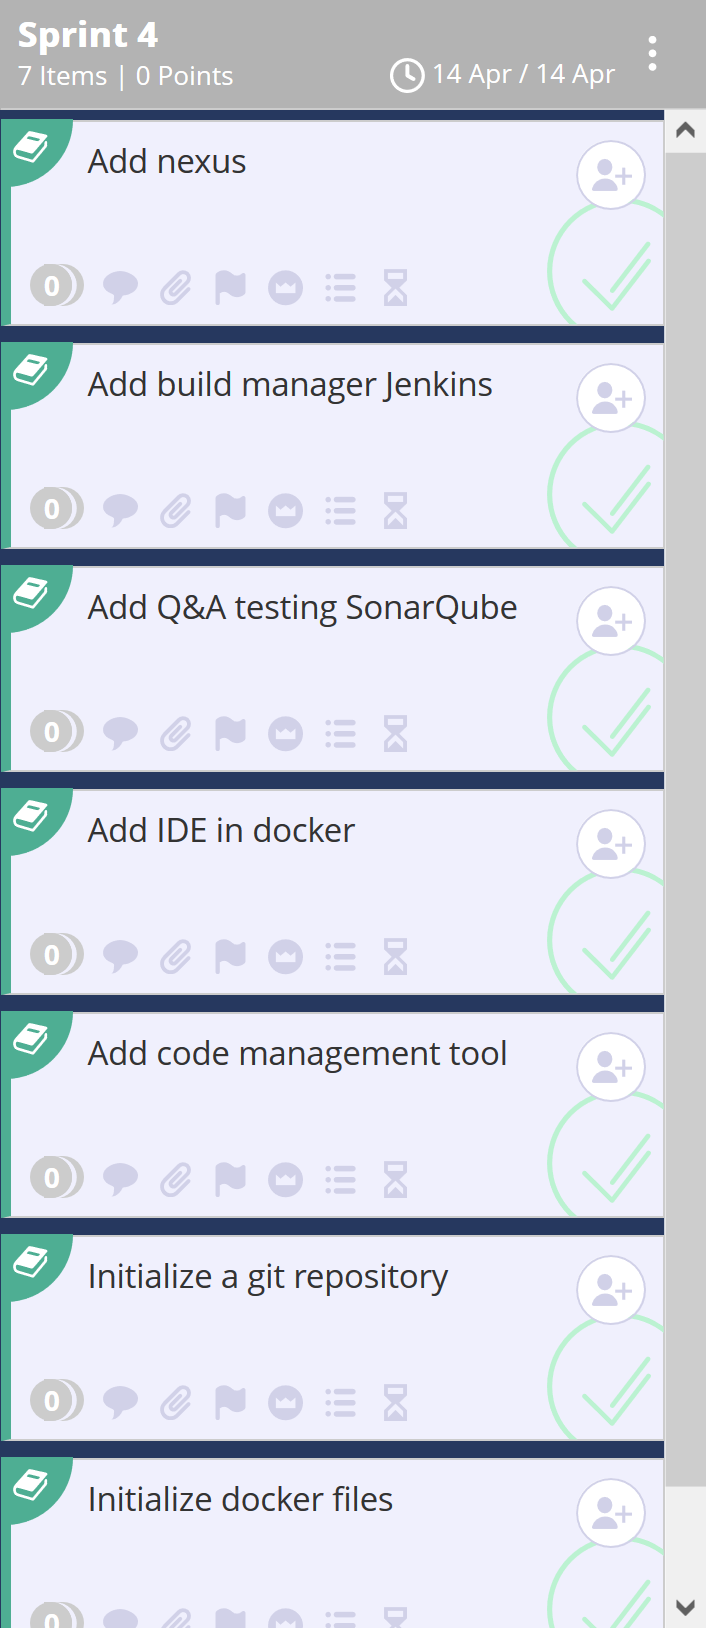 Sprint 4
7 Items | 0 Points
14 Apr / 14 Apr
Add nexus
0
Add build manager Jenkins
0
Add Q&A testing SonarQube
0
Add IDE in docker
0
Add code management tool
0
Initialize a git repository
0
Initialize docker files
0